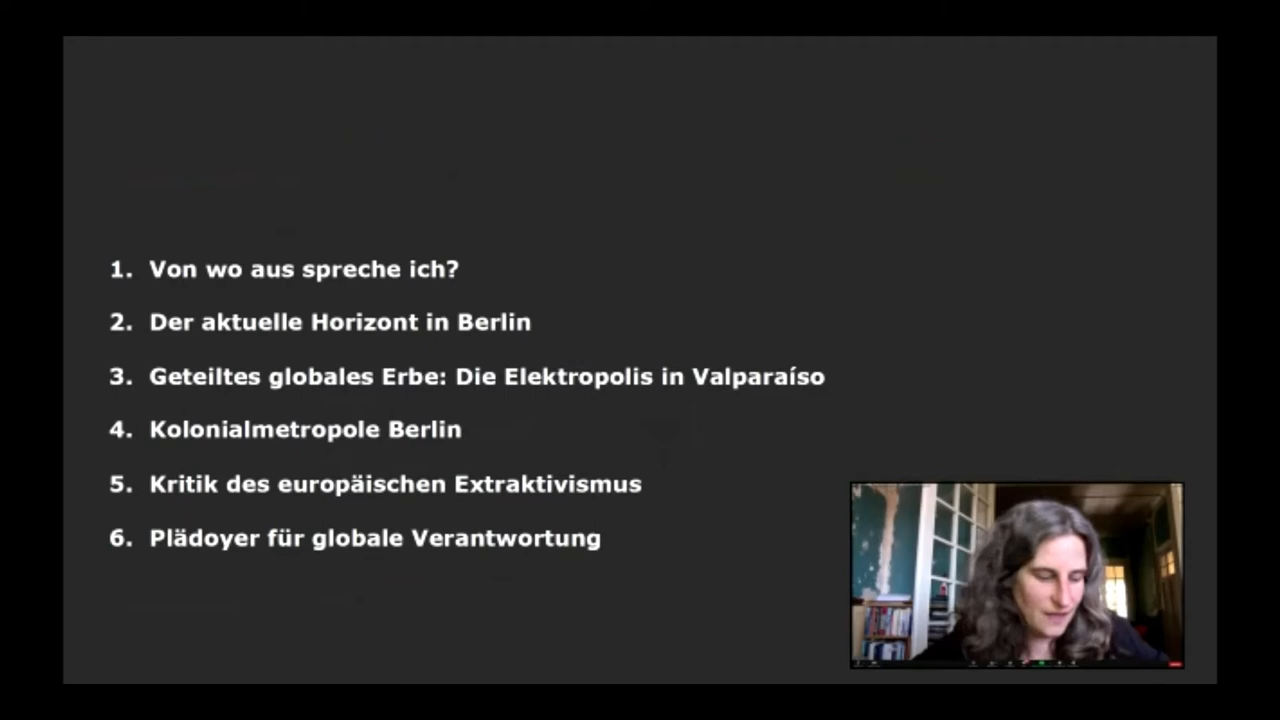 1. Von wo aus spreche ich?
2. Der aktuelle Horizont in Berlin
3. Geteiltes globales Erbe: Die Elektropolis in Valparaíso
4. Kolonialmetropole Berlin
5. Kritik des europäischen Extraktivismus
6. Plädoyer für globale Verantwortung